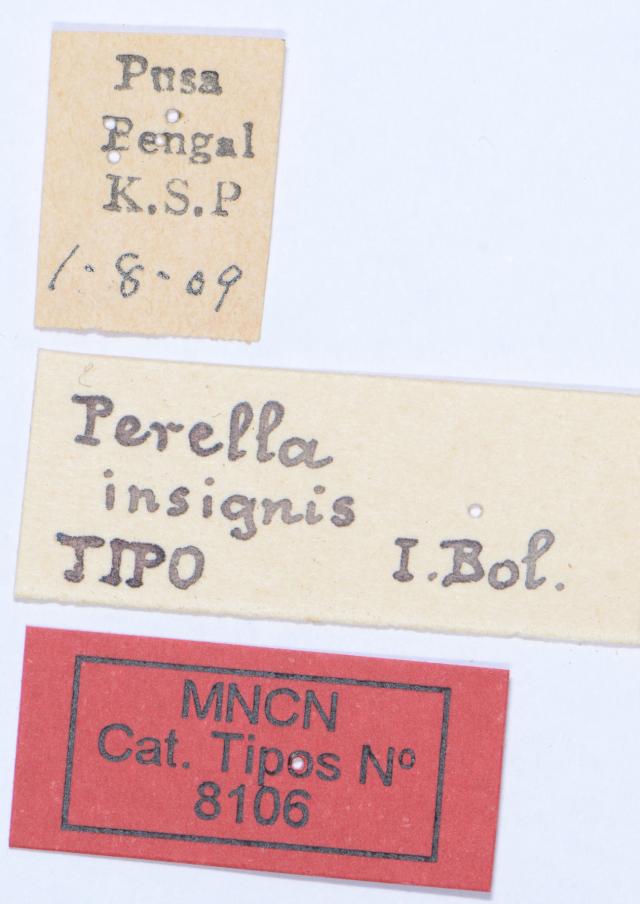 Pusa
Bengal
K.S.P
1-8-09
Perella
insignis
TIPO I.Bol.
MNCN
Cat. Tipos Nº
8106